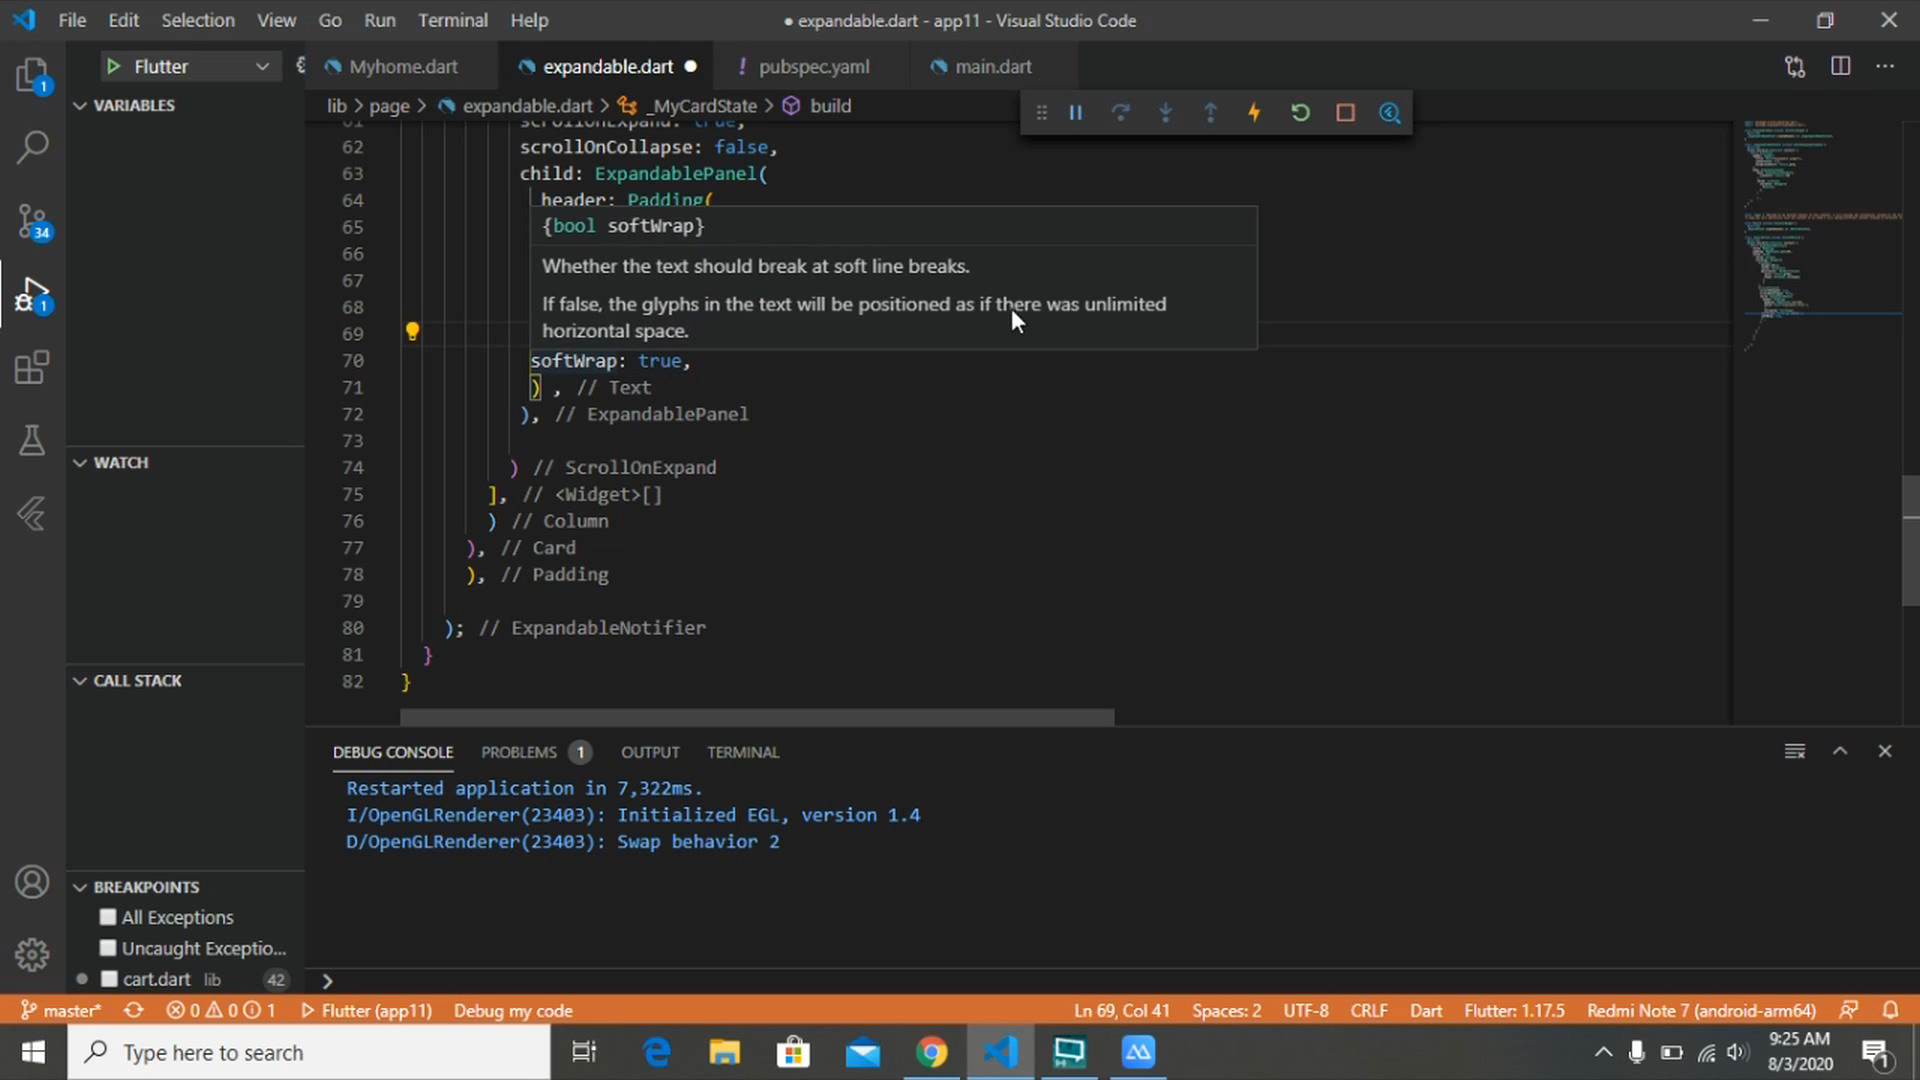 File Edit Selection View Go Run Terminal Help
● expandable.dart - app11 - Visual Studio Code
Flutter
Myhome.dart
expandable.dart
! pubspec.yaml
main.dart
VARIABLES
lib > page > expandable.dart > _MyCardState > build
61 scrollOnExpand: true,
62 scrollOnCollapse: false,
63 child: ExpandablePanel(
64 header: Padding(
65
66
67
68
69
{bool softWrap}
Whether the text should break at soft line breaks.
If false, the glyphs in the text will be positioned as if there was unlimited
horizontal space.
70 softWrap: true,
71 ) , // Text
72 ), // ExpandablePanel
73
74 ) // ScrollOnExpand
75 ], // <Widget>[]
76 ) // Column
77 ), // Card
78 ), // Padding
79
80 ); // ExpandableNotifier
81 }
82 }
1
34
1
WATCH
CALL STACK
BREAKPOINTS
All Exceptions
Uncaught Exceptio...
cart.dart lib 42
DEBUG CONSOLE PROBLEMS 1 OUTPUT TERMINAL
Restarted application in 7,322ms.
I/OpenGLRenderer(23403): Initialized EGL, version 1.4
D/OpenGLRenderer(23403): Swap behavior 2
>
master* 0 0 1 Flutter (app11) Debug my code
Ln 69, Col 41 Spaces: 2 UTF-8 CRLF Dart Flutter: 1.17.5 Redmi Note 7 (android-arm64)
Type here to search
9:25 AM
8/3/2020
1